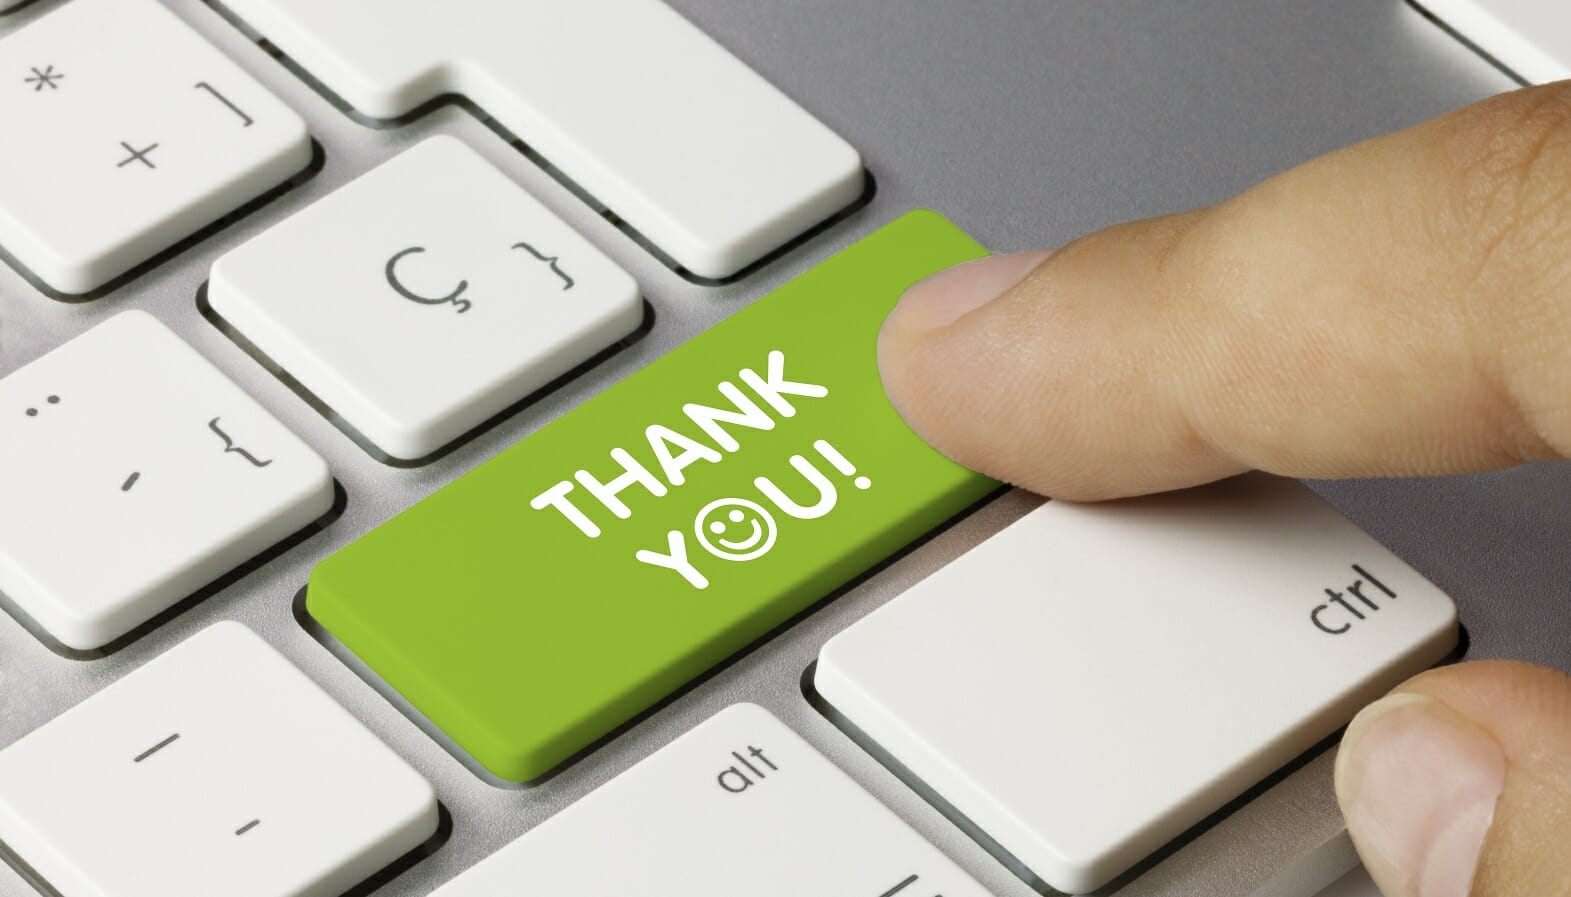 * ]
+
Ç }
¨ {
´
THANK
YOU!
_
-
alt
ctrl